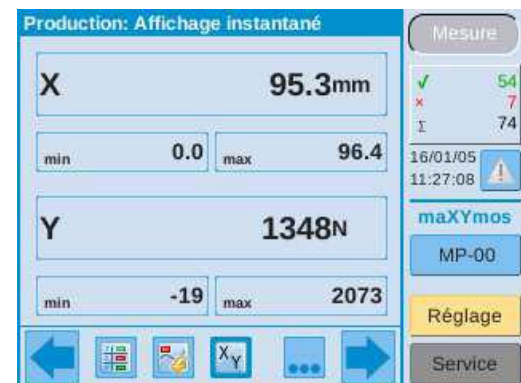 Production: Affichage instantané
X 95.3mm
min 0.0 max 96.4
Y 1348N
min -19 max 2073
XY
...
Mesure
✓ 54
× 7
Σ 74
16/01/05
11:27:08
maXYmos
MP-00
Réglage
Service